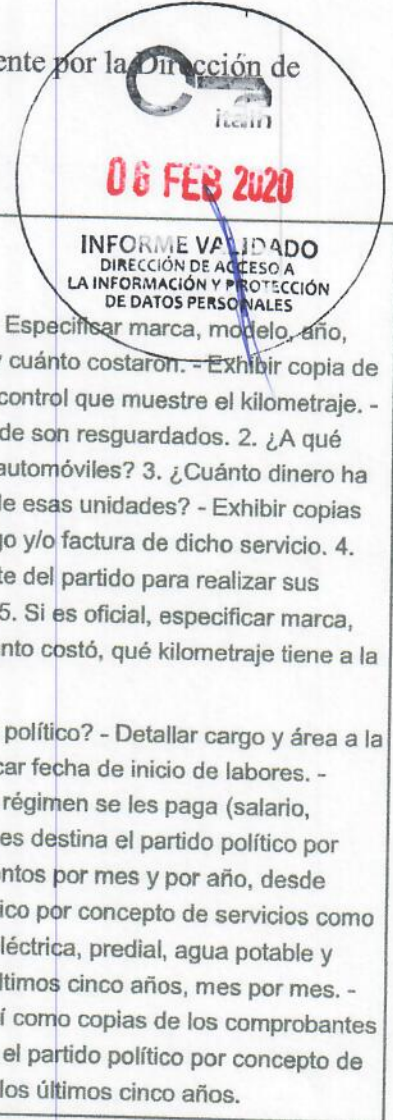 ente por la Dirección de
itaih
06 FEB 2020
INFORME VALIDADO
DIRECCIÓN DE ACCESO A
LA INFORMACIÓN Y PROTECCIÓN
DE DATOS PERSONALES
Especificar marca, modelo, año,
y cuánto costaron. - Exhibir copia de
control que muestre el kilometraje. -
de son resguardados. 2. ¿A qué
automóviles? 3. ¿Cuánto dinero ha
de esas unidades? - Exhibir copias
go y/o factura de dicho servicio. 4.
te del partido para realizar sus
5. Si es oficial, especificar marca,
nto costó, qué kilometraje tiene a la
político? - Detallar cargo y área a la
car fecha de inicio de labores. -
régimen se les paga (salario,
es destina el partido político por
ntos por mes y por año, desde
ico por concepto de servicios como
léctrica, predial, agua potable y
ltimos cinco años, mes por mes. -
í como copias de los comprobantes
el partido político por concepto de
los últimos cinco años.